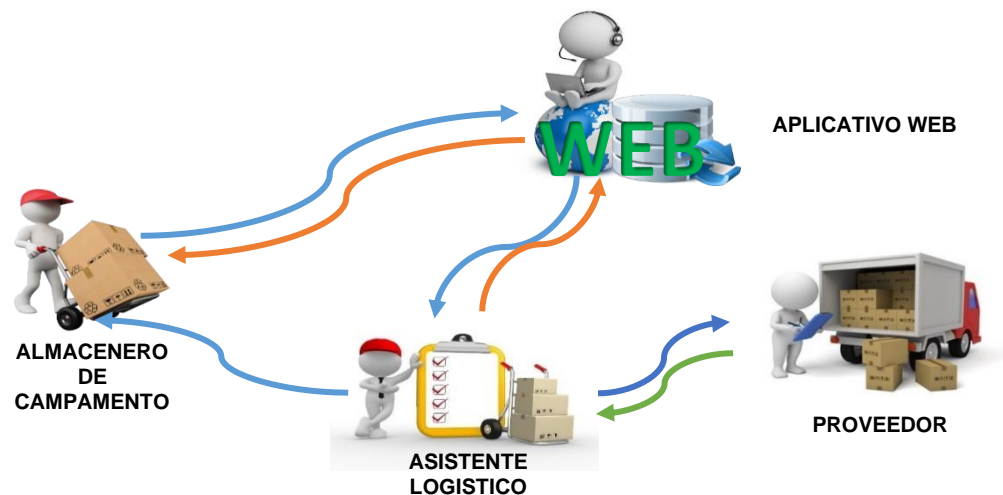 WEB
APLICATIVO WEB
ALMACENERO
DE
CAMPAMENTO
ASISTENTE
LOGISTICO
PROVEEDOR